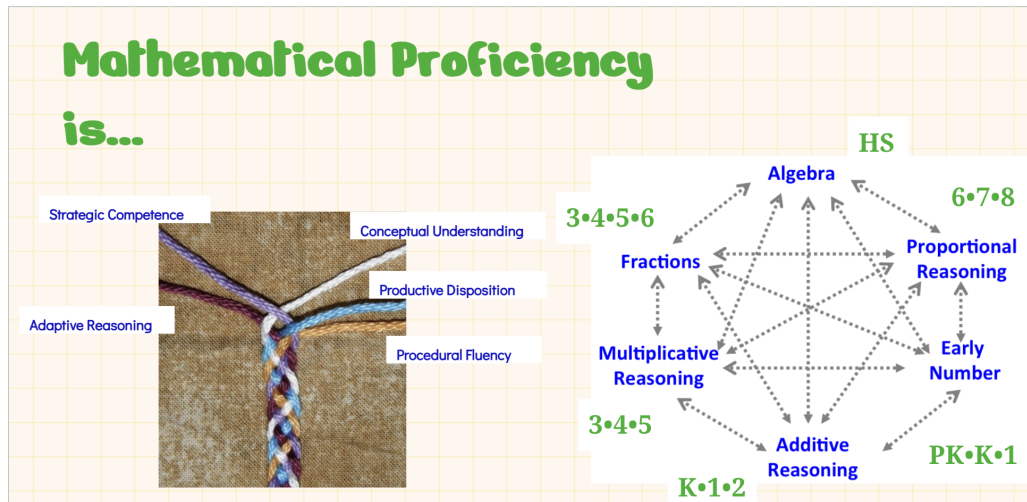 Mathematical Proficiency
is....
Strategic Competence
Conceptual Understanding
Productive Disposition
Adaptive Reasoning
Procedural Fluency
HS
Algebra
3•4•5•6
6•7•8
Fractions
Proportional
Reasoning
Multiplicative
Reasoning
Early
Number
3•4•5
Additive
Reasoning
PK•K•1
K•1•2